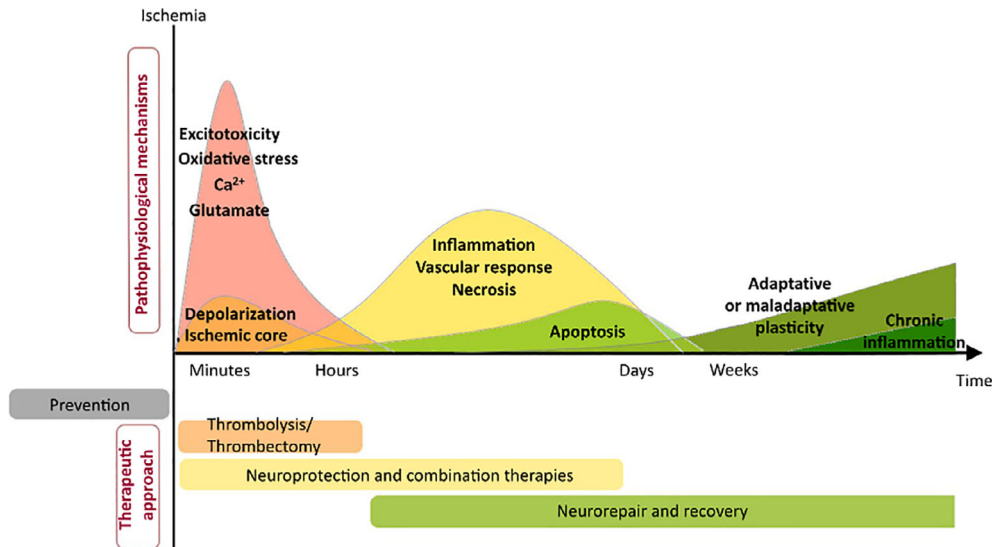 Ischemia
Pathophysiological mechanisms
Excitotoxicity
Oxidative stress
Ca²⁺
Glutamate
Depolarization
Ischemic core
Inflammation
Vascular response
Necrosis
Apoptosis
Adaptative
or maladaptative
plasticity
Chronic
inflammation
Minutes
Hours
Days
Weeks
Time
Prevention
Therapeutic
approach
Thrombolysis/
Thrombectomy
Neuroprotection and combination therapies
Neurorepair and recovery